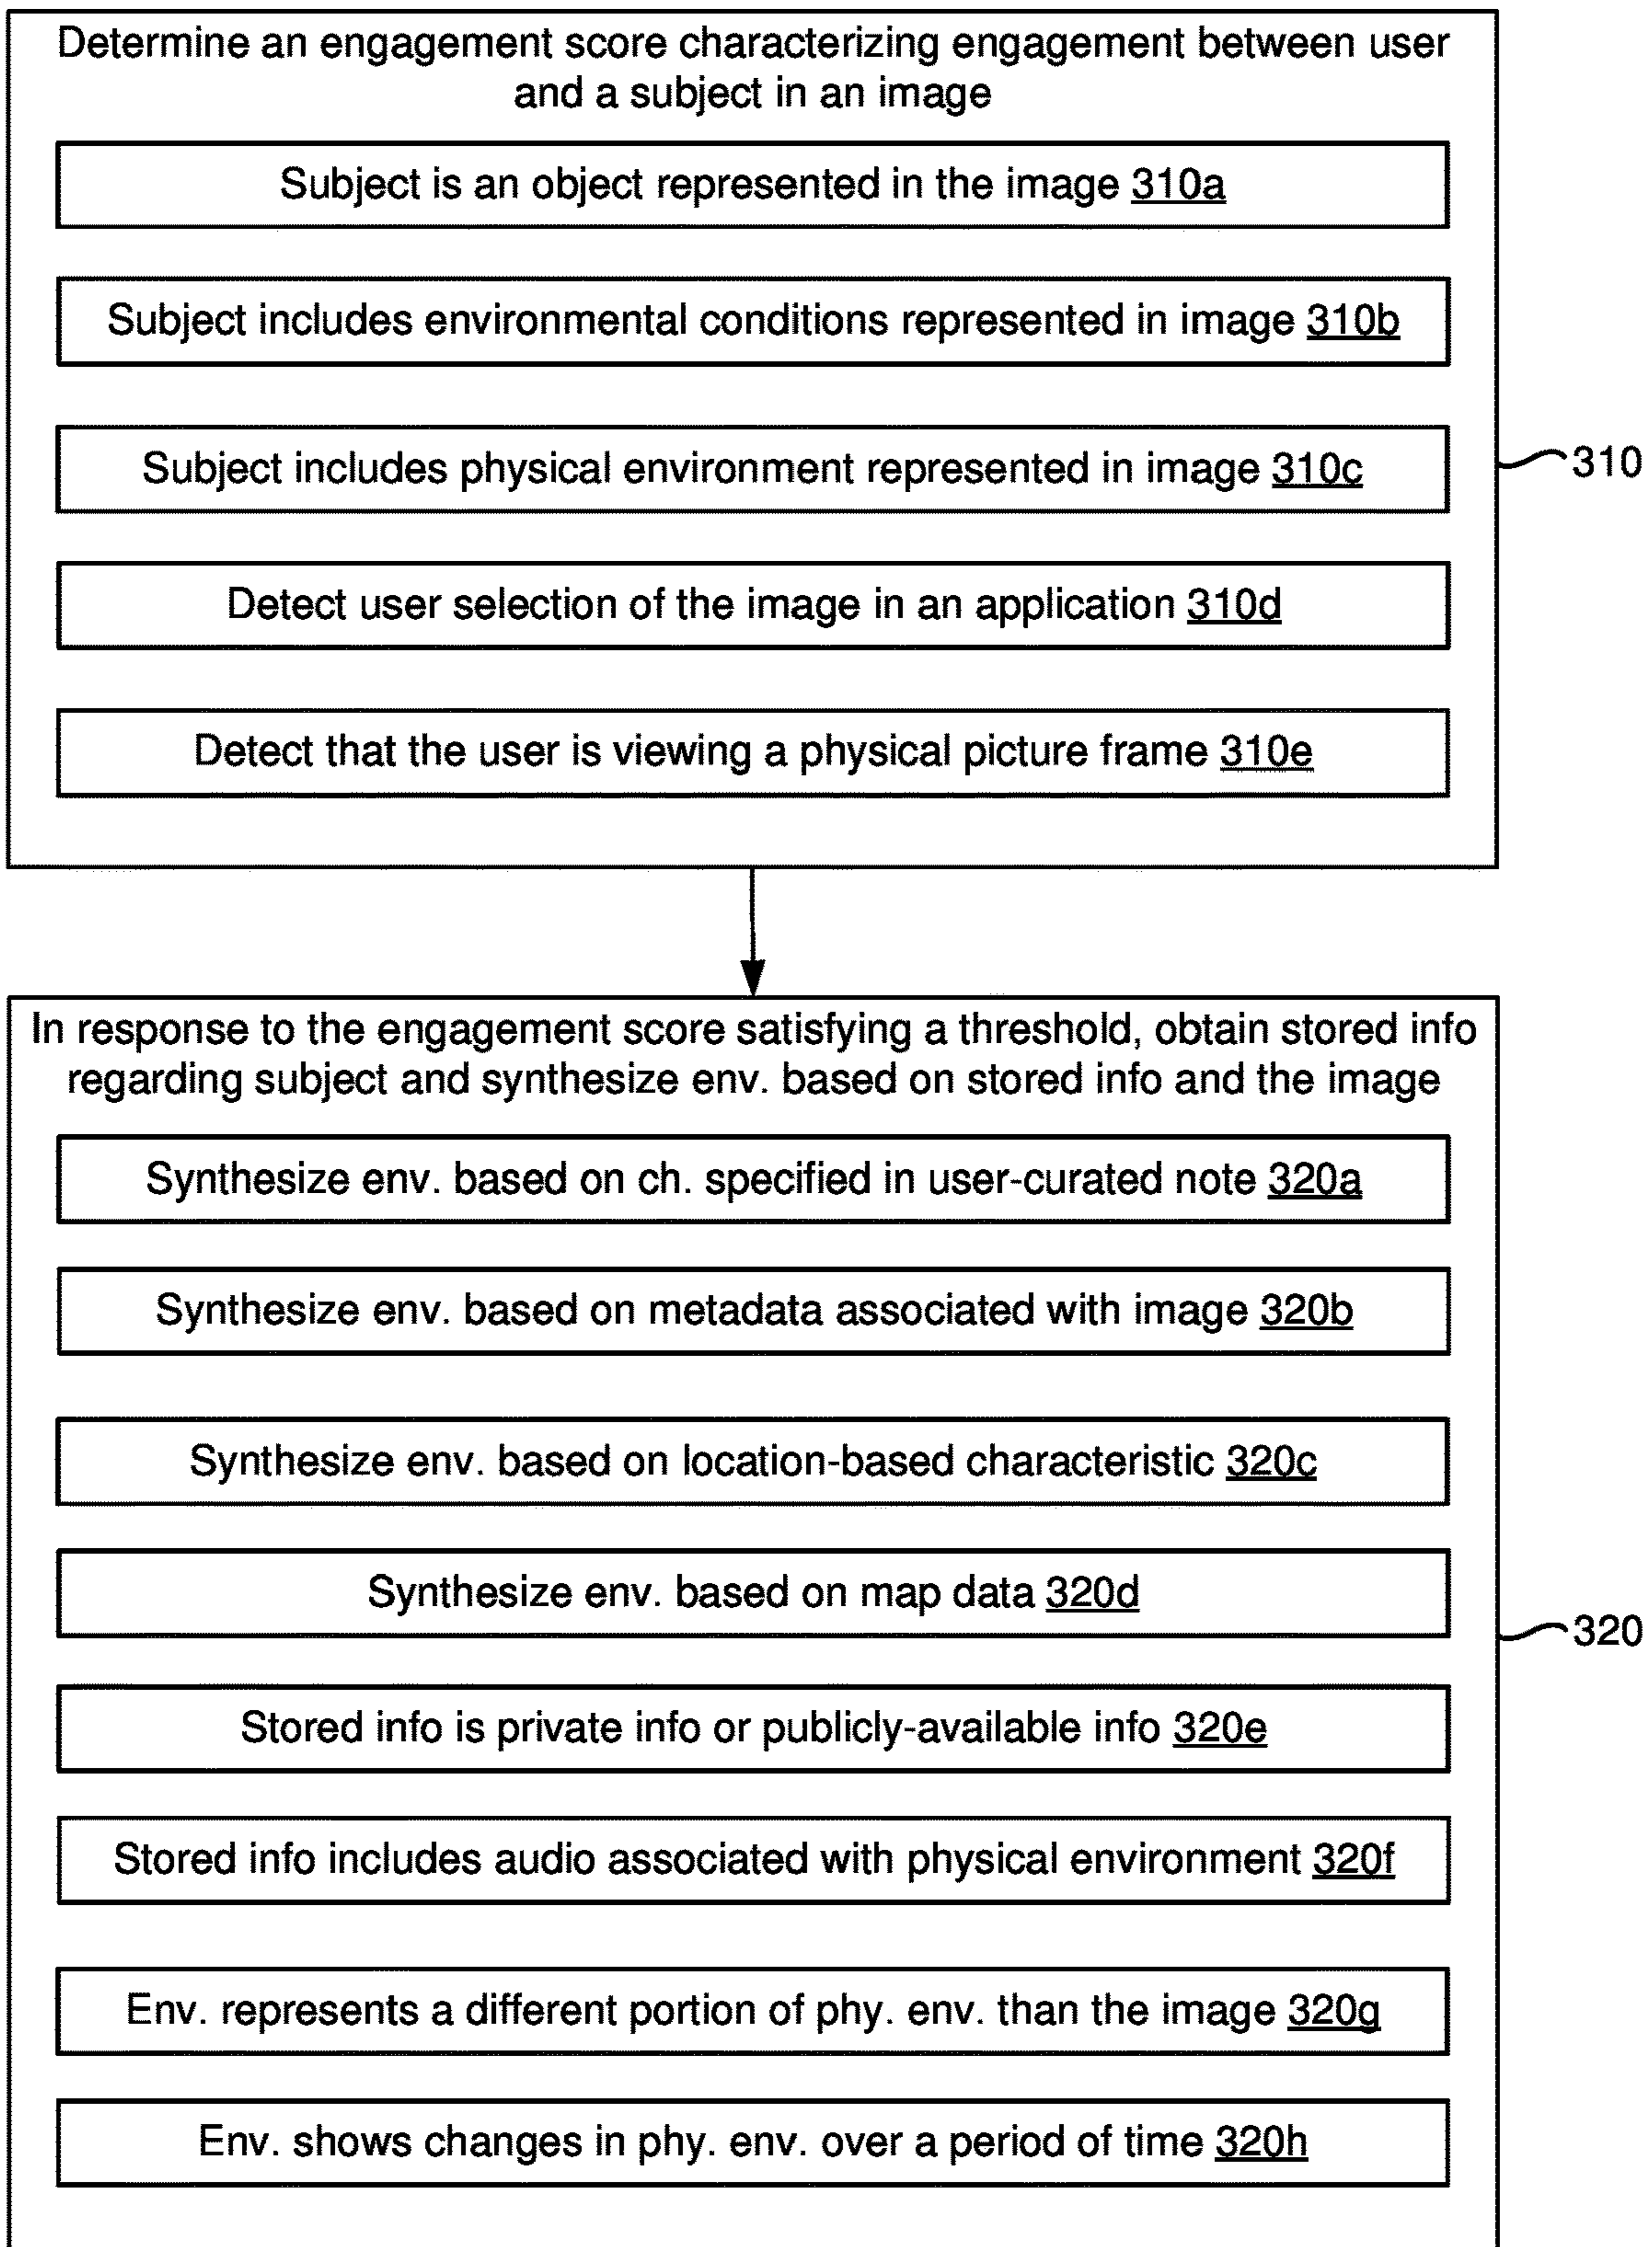 Determine an engagement score characterizing engagement between user
and a subject in an image
Subject is an object represented in the image 310a
Subject includes environmental conditions represented in image 310b
Subject includes physical environment represented in image 310c
310
Detect user selection of the image in an application 310d
Detect that the user is viewing a physical picture frame 310e
In response to the engagement score satisfying a threshold, obtain stored info
regarding subject and synthesize env. based on stored info and the image
Synthesize env. based on ch. specified in user-curated note 320a
Synthesize env. based on metadata associated with image 320b
Synthesize env. based on location-based characteristic 320c
Synthesize env. based on map data 320d
320
Stored info is private info or publicly-available info 320e
Stored info includes audio associated with physical environment 320f
Env. represents a different portion of phy. env. than the image 320g
Env. shows changes in phy. env. over a period of time 320h